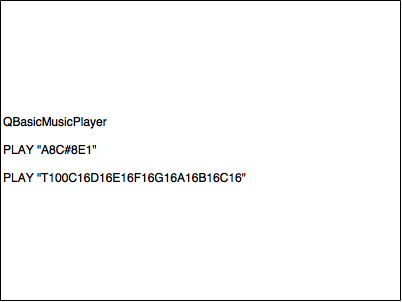 QBasicMusicPlayer
PLAY "A8C#8E1"
PLAY "T100C16D16E16F16G16A16B16C16"